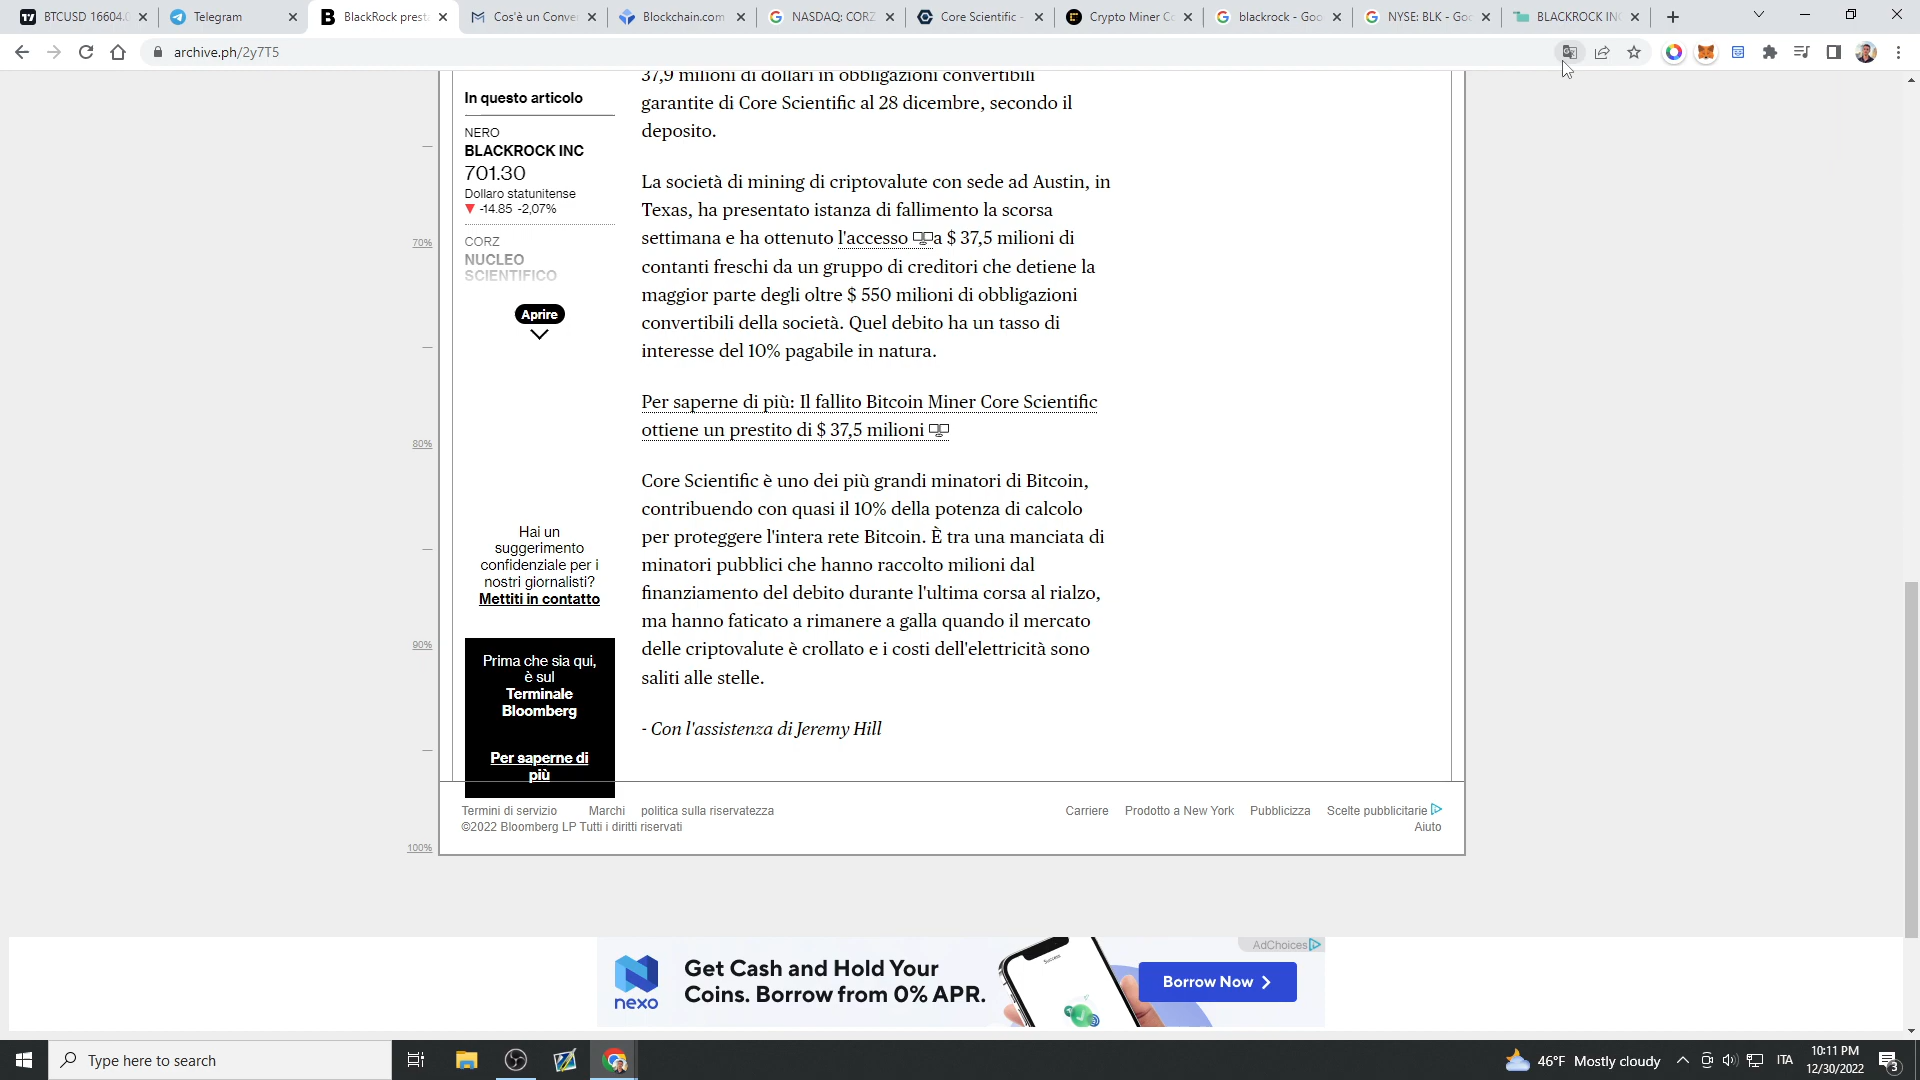 BTCUSD 16604.0
Telegram
BlackRock prest
Cos'è un Conver
Blockchain.com
NASDAQ: CORZ
Core Scientific -
Crypto Miner Co
blackrock - Goo
NYSE: BLK - Goo
BLACKROCK IN
archive.ph/2y7T5
37,9 milioni di dollari in obbligazioni convertibili
garantite di Core Scientific al 28 dicembre, secondo il
deposito.
In questo articolo
NERO
BLACKROCK INC
701.30
Dollaro statunitense
▼ -14.85 -2,07%
CORZ
NUCLEO
SCIENTIFICO
Aprire
La società di mining di criptovalute con sede ad Austin, in
Texas, ha presentato istanza di fallimento la scorsa
settimana e ha ottenuto l'accesso a $ 37,5 milioni di
contanti freschi da un gruppo di creditori che detiene la
maggior parte degli oltre $ 550 milioni di obbligazioni
convertibili della società. Quel debito ha un tasso di
interesse del 10% pagabile in natura.
70%
Per saperne di più: Il fallito Bitcoin Miner Core Scientific
ottiene un prestito di $ 37,5 milioni
80%
Core Scientific è uno dei più grandi minatori di Bitcoin,
contribuendo con quasi il 10% della potenza di calcolo
per proteggere l'intera rete Bitcoin. È tra una manciata di
minatori pubblici che hanno raccolto milioni dal
finanziamento del debito durante l'ultima corsa al rialzo,
ma hanno faticato a rimanere a galla quando il mercato
delle criptovalute è crollato e i costi dell'elettricità sono
saliti alle stelle.
- Con l'assistenza di Jeremy Hill
Hai un
suggerimento
confidenziale per i
nostri giornalisti?
Mettiti in contatto
90%
Prima che sia qui,
è sul
Terminale
Bloomberg
Per saperne di
più
Termini di servizio Marchi politica sulla riservatezza
©2022 Bloomberg LP Tutti i diritti riservati
Carriere Prodotto a New York Pubblicizza Scelte pubblicitarie
Aiuto
100%
AdChoices
nexo
Get Cash and Hold Your
Coins. Borrow from 0% APR.
Success
Borrow Now
Type here to search
46°F Mostly cloudy
ITA
10:11 PM
12/30/2022
3